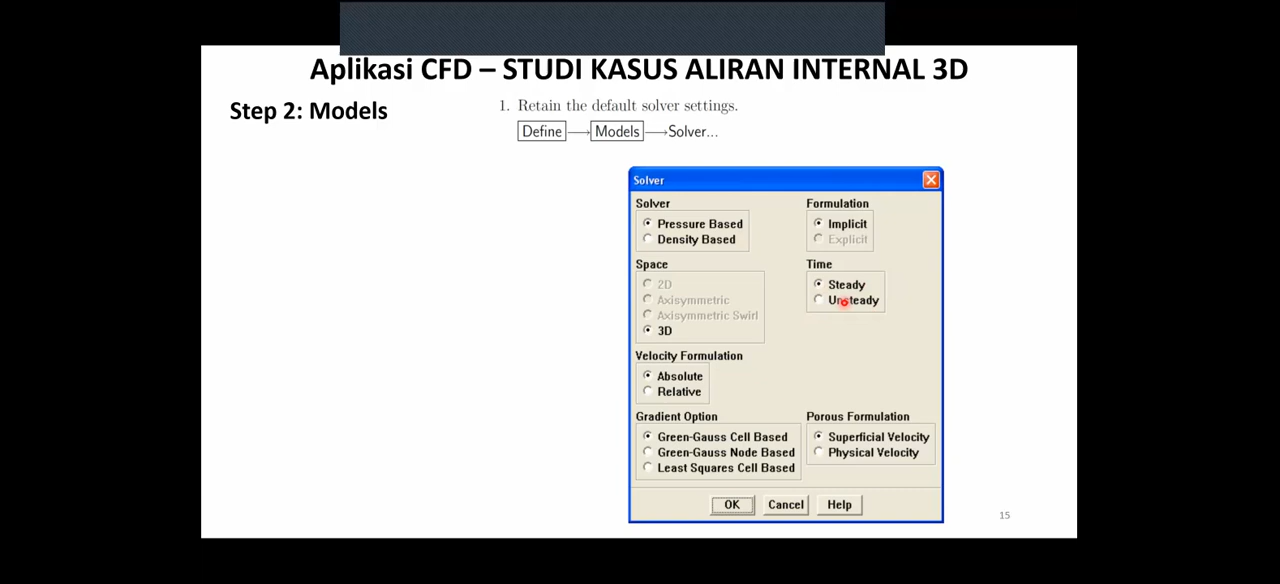 Aplikasi CFD – STUDI KASUS ALIRAN INTERNAL 3D
Step 2: Models
1. Retain the default solver settings.
Define → Models → Solver...
Solver
Solver
Pressure Based
Density Based
Formulation
Implicit
Explicit
Space
2D
Axisymmetric
Axisymmetric Swirl
3D
Time
Steady
Unsteady
Velocity Formulation
Absolute
Relative
Gradient Option
Green-Gauss Cell Based
Green-Gauss Node Based
Least Squares Cell Based
Porous Formulation
Superficial Velocity
Physical Velocity
OK Cancel Help
15